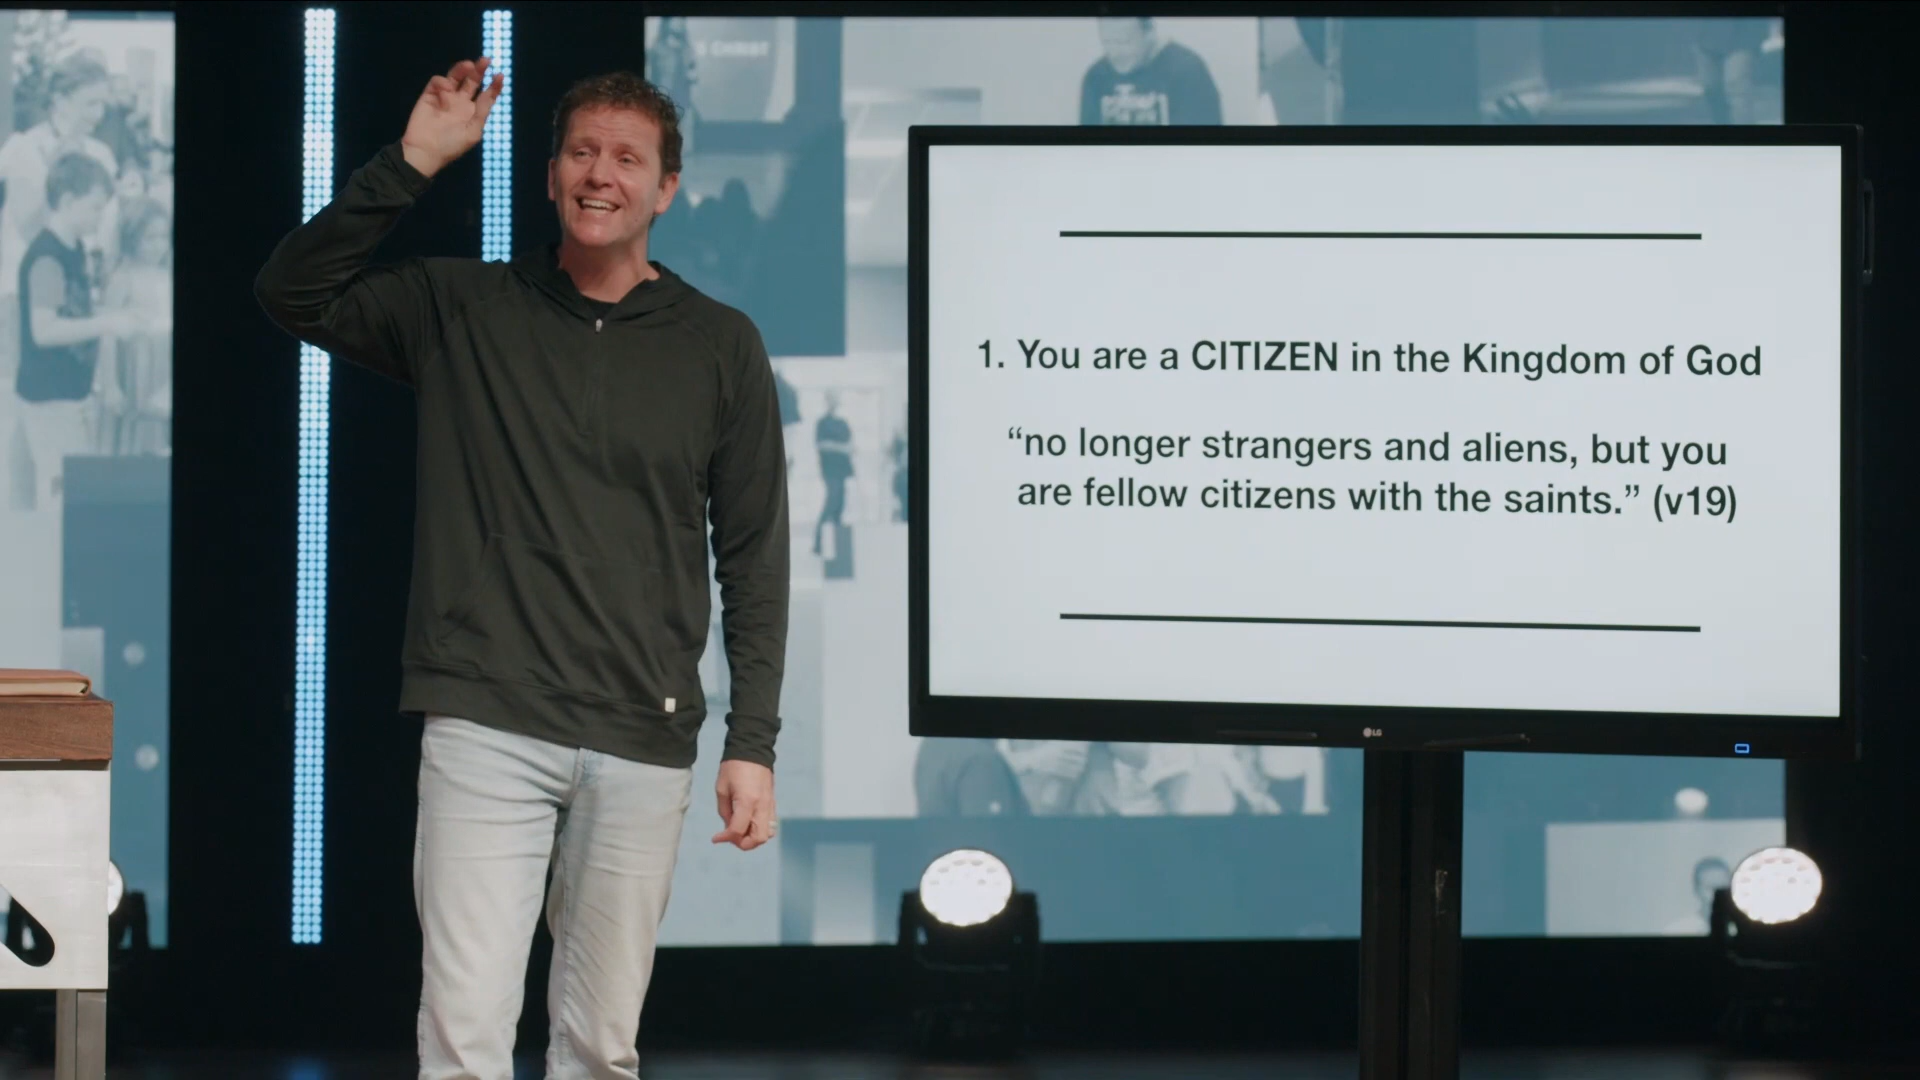 S CHRIST
1. You are a CITIZEN in the Kingdom of God
“no longer strangers and aliens, but you
are fellow citizens with the saints.” (v19)
LG